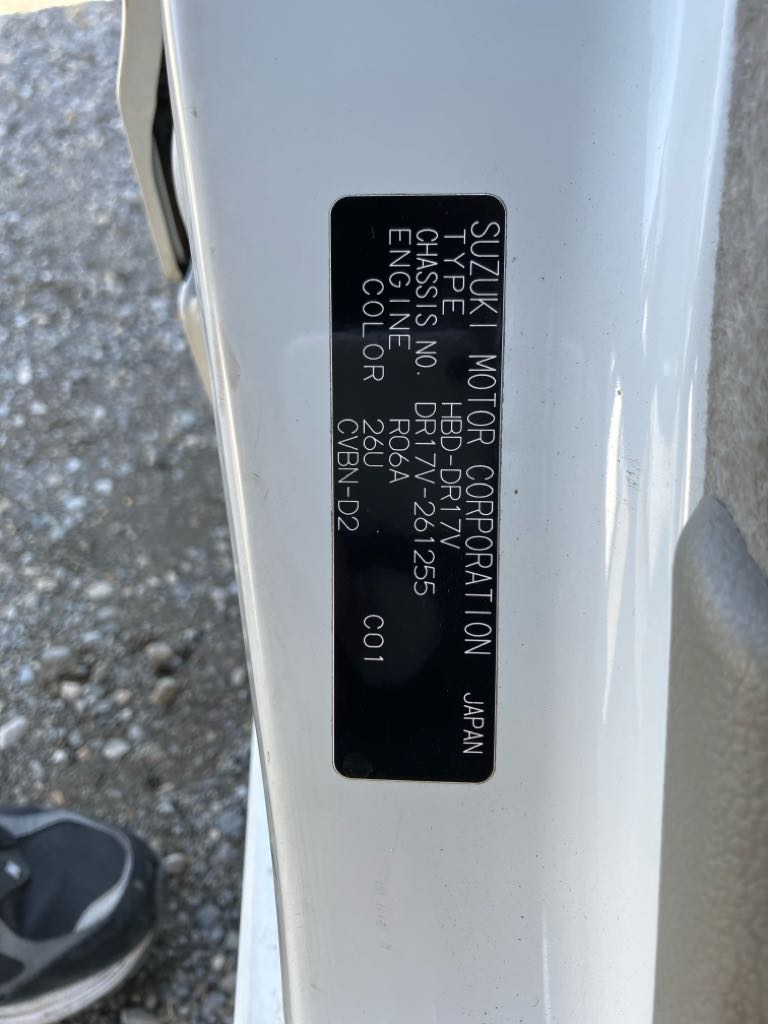 SUZUKI MOTOR CORPORATION JAPAN
TYPE HBD-DR17V
CHASSIS NO. DR17V-261255
ENGINE R06A
COLOR 26U C01
CVBN-D2